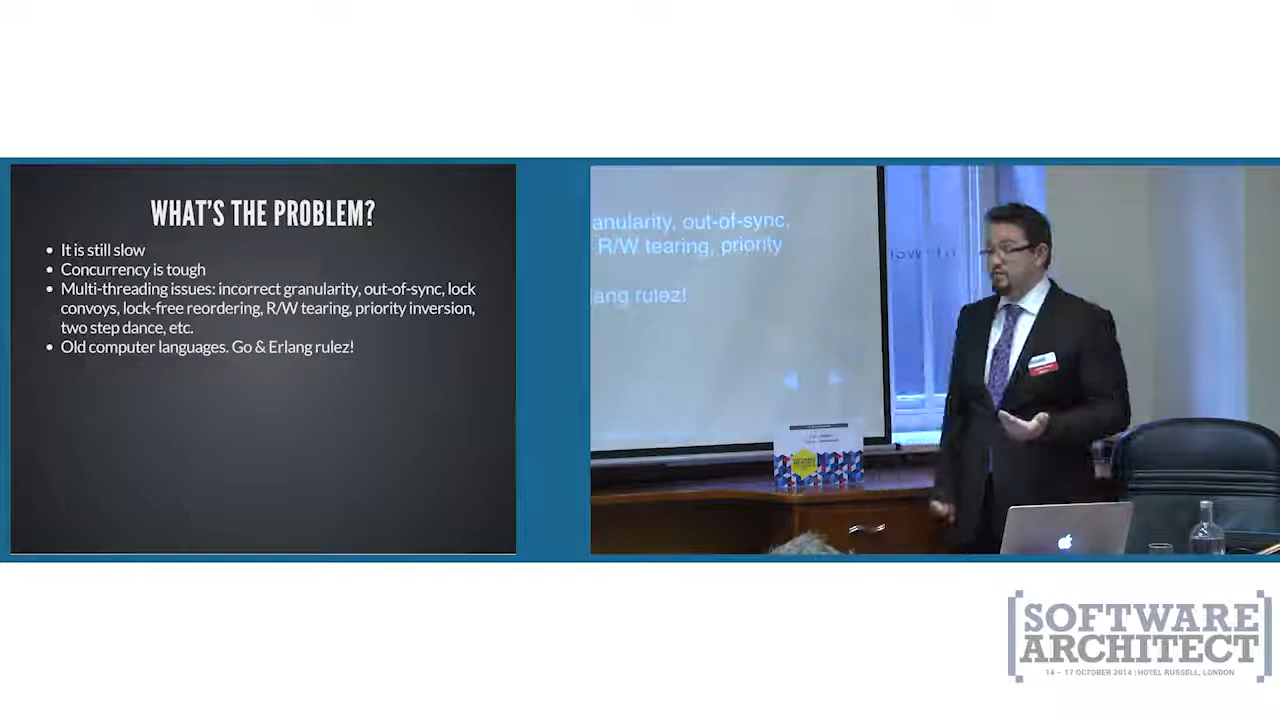 WHAT'S THE PROBLEM?
• It is still slow
• Concurrency is tough
• Multi-threading issues: incorrect granularity, out-of-sync, lock
convoys, lock-free reordering, R/W tearing, priority inversion,
two step dance, etc.
• Old computer languages. Go & Erlang rulez!
anularity, out-of-sync,
R/W tearing, priority
lang rulez!
[SOFTWARE
ARCHITECT]
14 – 17 OCTOBER 2014 | HOTEL RUSSELL, LONDON